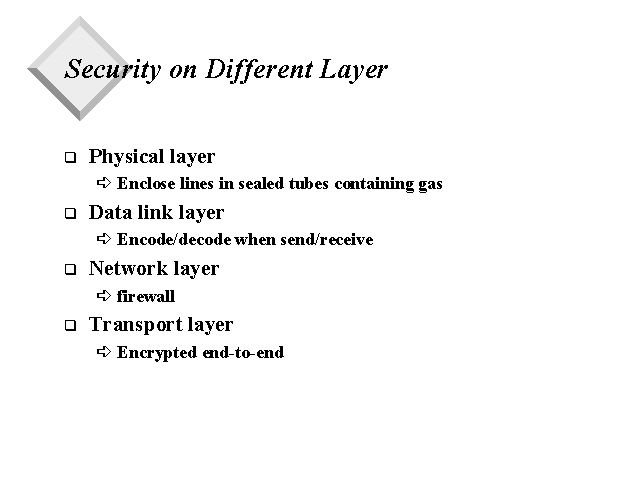 Security on Different Layer
Physical layer
Enclose lines in sealed tubes containing gas
Data link layer
Encode/decode when send/receive
Network layer
firewall
Transport layer
Encrypted end-to-end